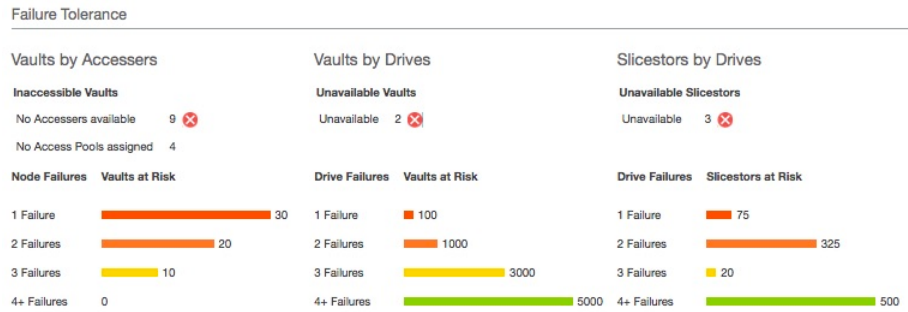 Failure Tolerance
Vaults by Accessers
Inaccessible Vaults
No Accessers available 9
No Access Pools assigned 4
Node Failures Vaults at Risk
1 Failure 30
2 Failures 20
3 Failures 10
4+ Failures 0
Vaults by Drives
Unavailable Vaults
Unavailable 2
Drive Failures Vaults at Risk
1 Failure 100
2 Failures 1000
3 Failures 3000
4+ Failures 5000
Slicestors by Drives
Unavailable Slicestors
Unavailable 3
Drive Failures Slicestors at Risk
1 Failure 75
2 Failures 325
3 Failures 20
4+ Failures 500